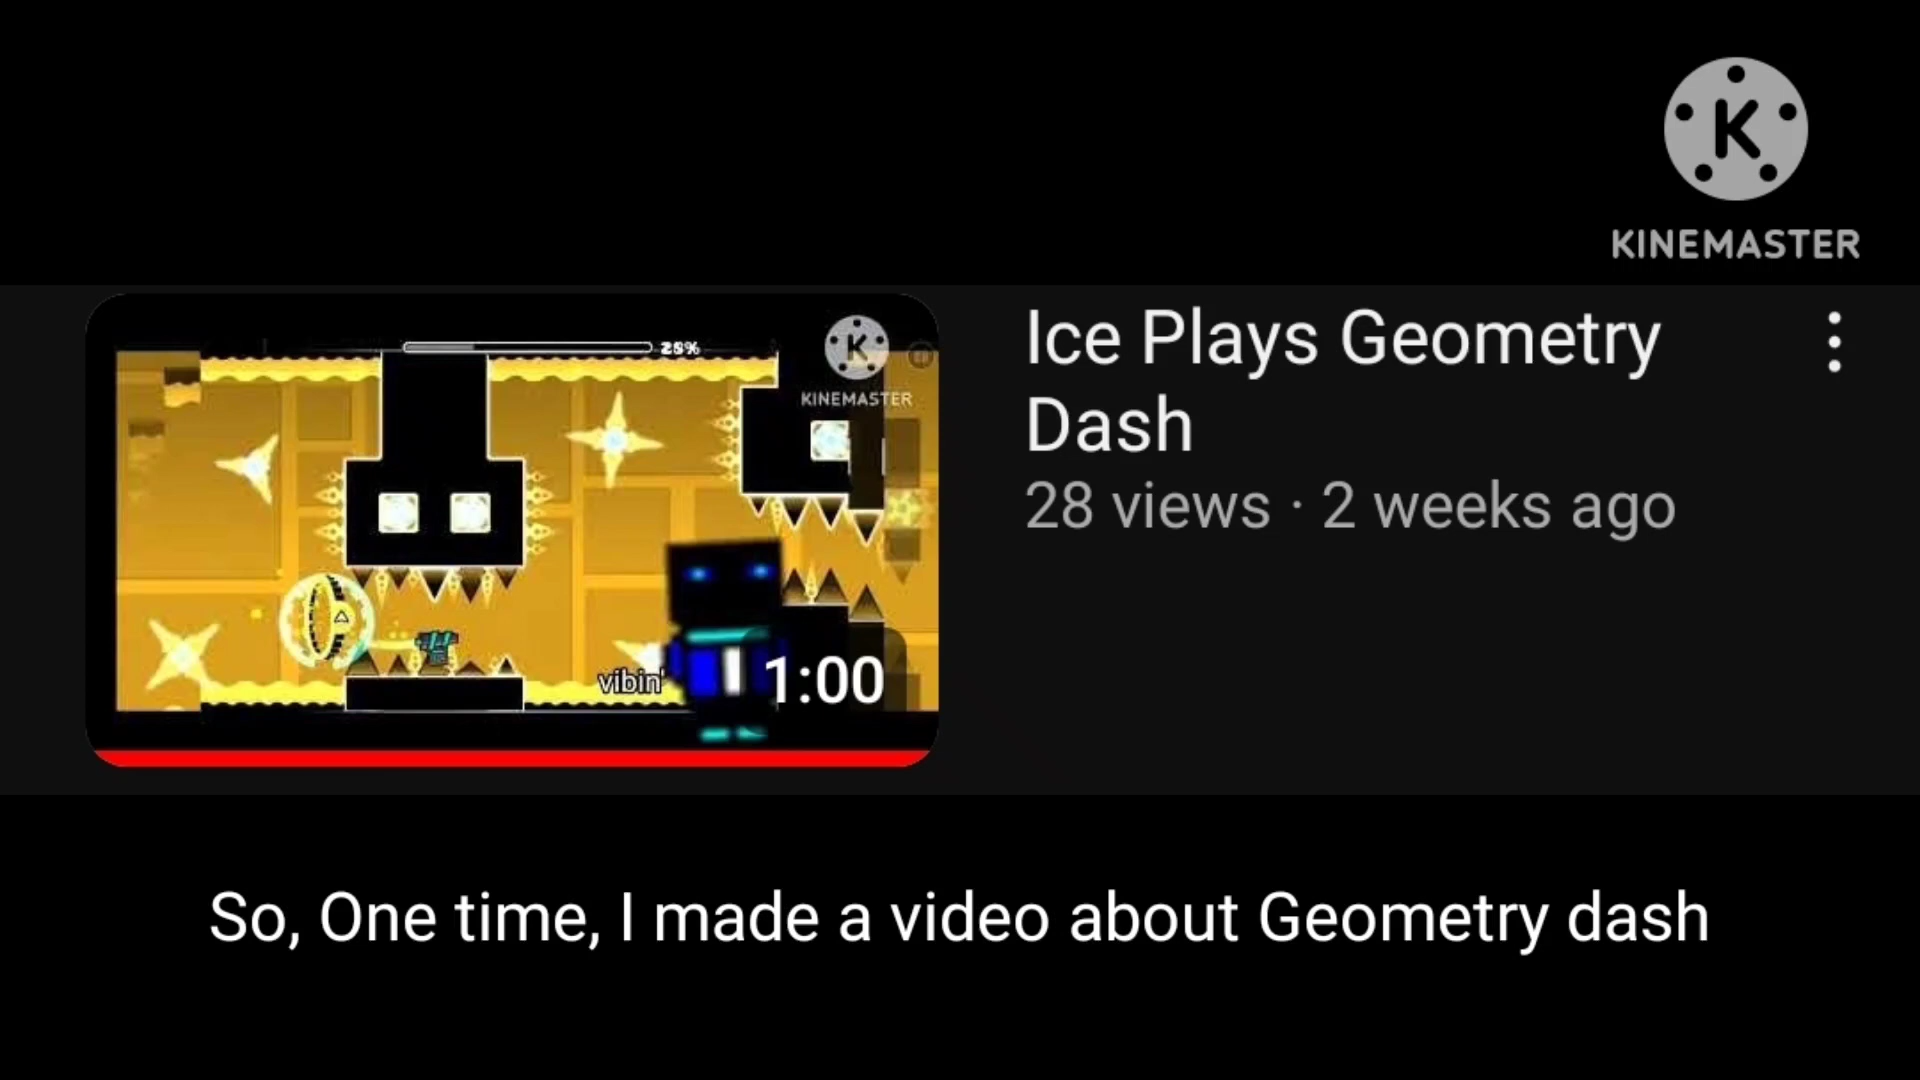 K
KINEMASTER
28%
K
KINEMASTER
vibin'
1:00
Ice Plays Geometry
Dash
28 views · 2 weeks ago
So, One time, I made a video about Geometry dash